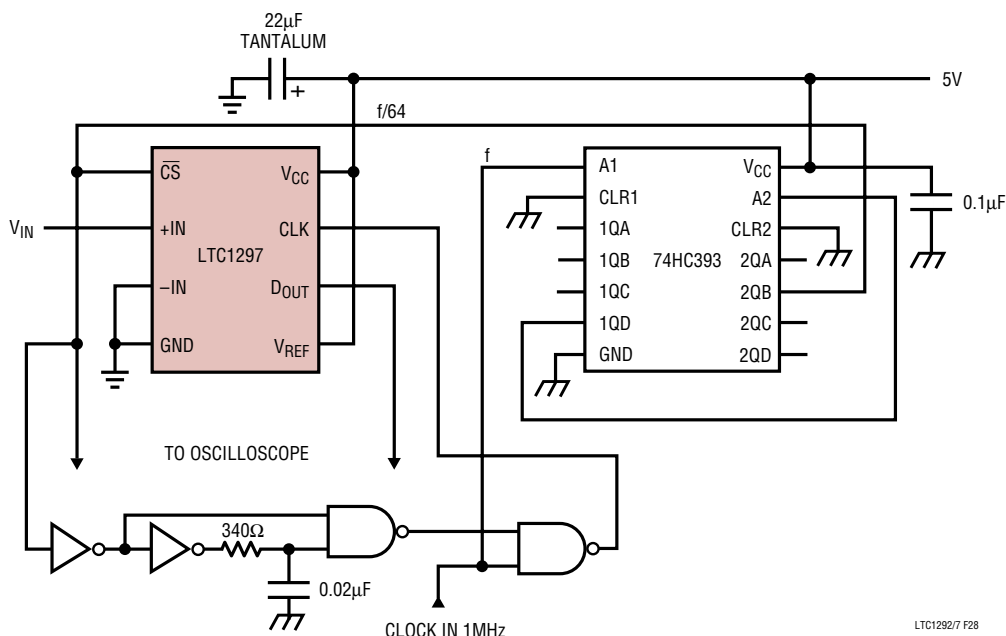 22µF
TANTALUM
+
5V
f/64
f
CS
VCC
VIN
+IN
CLK
LTC1297
–IN
DOUT
GND
VREF
A1
VCC
CLR1
A2
0.1µF
1QA
CLR2
1QB
74HC393
2QA
1QC
2QB
1QD
2QC
GND
2QD
TO OSCILLOSCOPE
340Ω
0.02µF
CLOCK IN 1MHz
LTC1292/7 F28